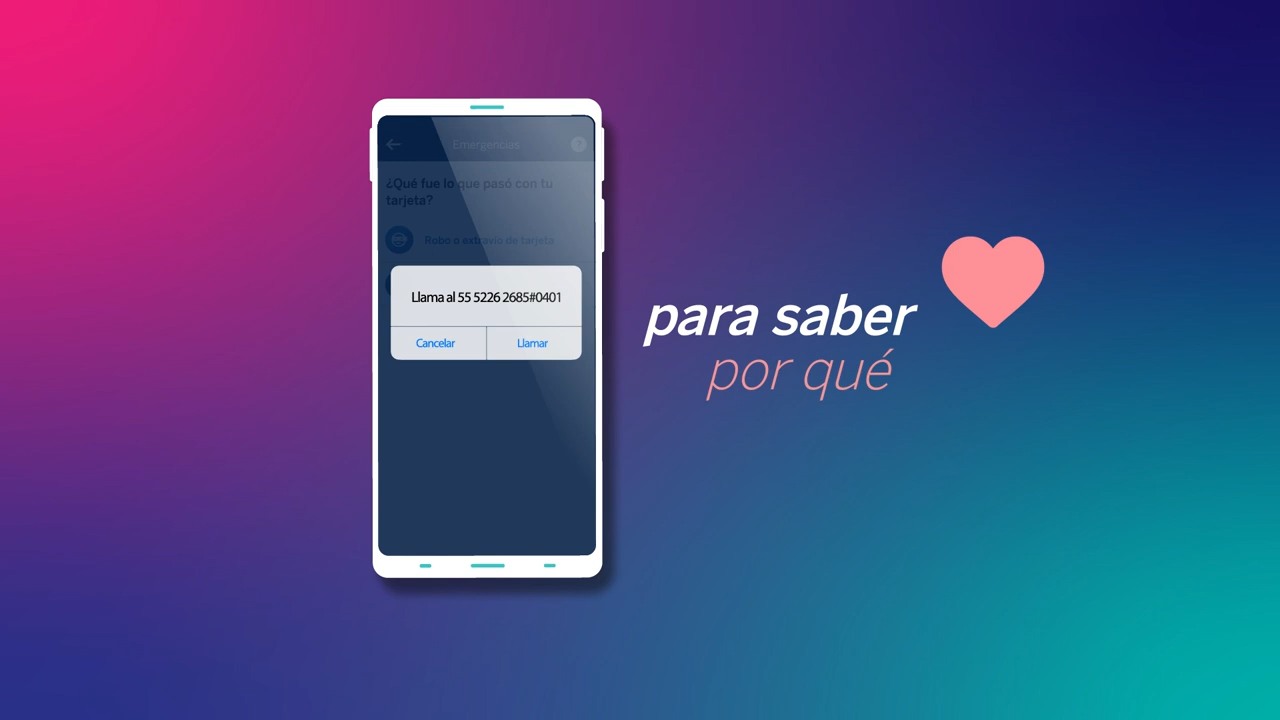 Emergencias
?
¿Qué fue lo que pasó con tu
tarjeta?
Robo o extravío de tarjeta
Llama al 55 5226 2685#0401
Cancelar
Llamar
para saber
por qué